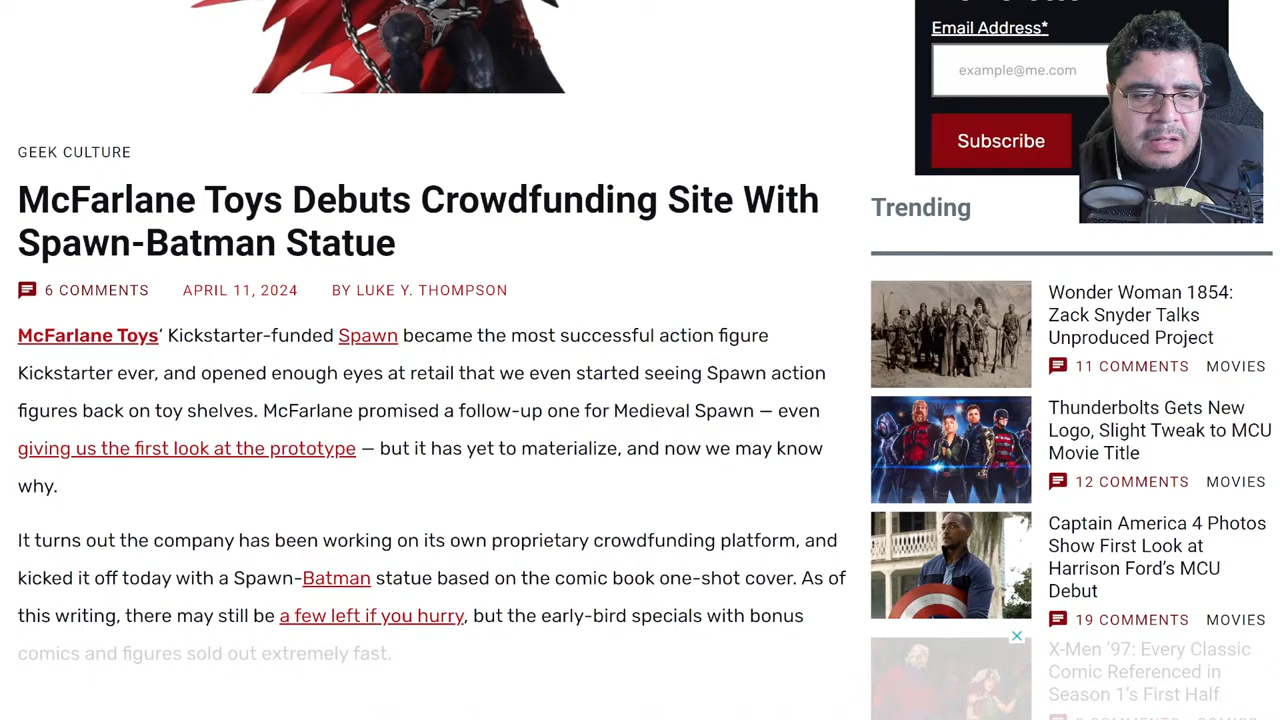 Email Address*
example@me.com
Subscribe
GEEK CULTURE
McFarlane Toys Debuts Crowdfunding Site With
Spawn-Batman Statue
6 COMMENTS APRIL 11, 2024 BY LUKE Y. THOMPSON
McFarlane Toys’ Kickstarter-funded Spawn became the most successful action figure
Kickstarter ever, and opened enough eyes at retail that we even started seeing Spawn action
figures back on toy shelves. McFarlane promised a follow-up one for Medieval Spawn — even
giving us the first look at the prototype — but it has yet to materialize, and now we may know
why.
It turns out the company has been working on its own proprietary crowdfunding platform, and
kicked it off today with a Spawn-Batman statue based on the comic book one-shot cover. As of
this writing, there may still be a few left if you hurry, but the early-bird specials with bonus
comics and figures sold out extremely fast.
Trending
Wonder Woman 1854:
Zack Snyder Talks
Unproduced Project
11 COMMENTS MOVIES
Thunderbolts Gets New
Logo, Slight Tweak to MCU
Movie Title
12 COMMENTS MOVIES
Captain America 4 Photos
Show First Look at
Harrison Ford’s MCU
Debut
19 COMMENTS MOVIES
X-Men ’97: Every Classic
Comic Referenced in
Season 1’s First Half